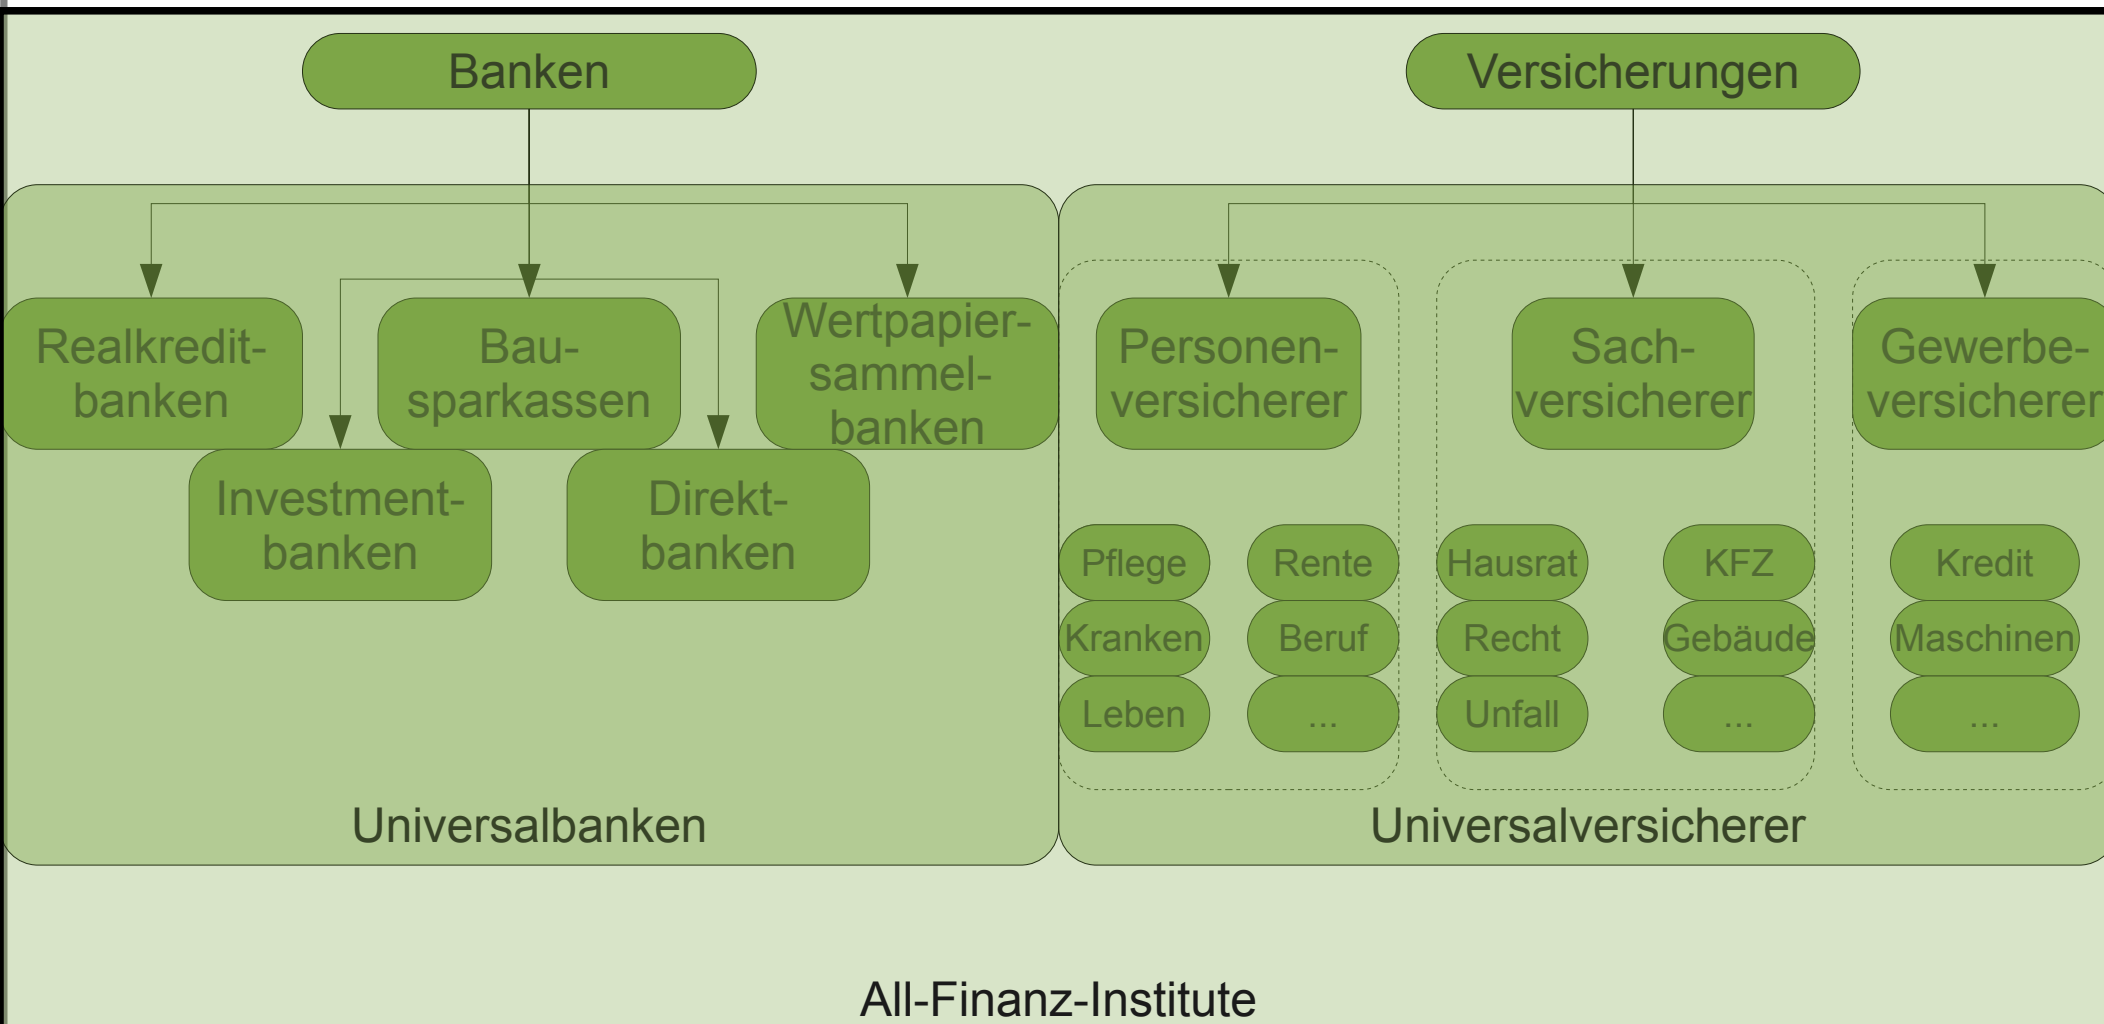 Banken
Versicherungen
Realkredit-
banken
Bau-
sparkassen
Wertpapier-
sammel-
banken
Investment-
banken
Direkt-
banken
Universalbanken
Personen-
versicherer
Sach-
versicherer
Gewerbe-
versicherer
Pflege
Rente
Hausrat
KFZ
Kredit
Kranken
Beruf
Recht
Gebäude
Maschinen
Leben
...
Unfall
...
...
Universalversicherer
All-Finanz-Institute